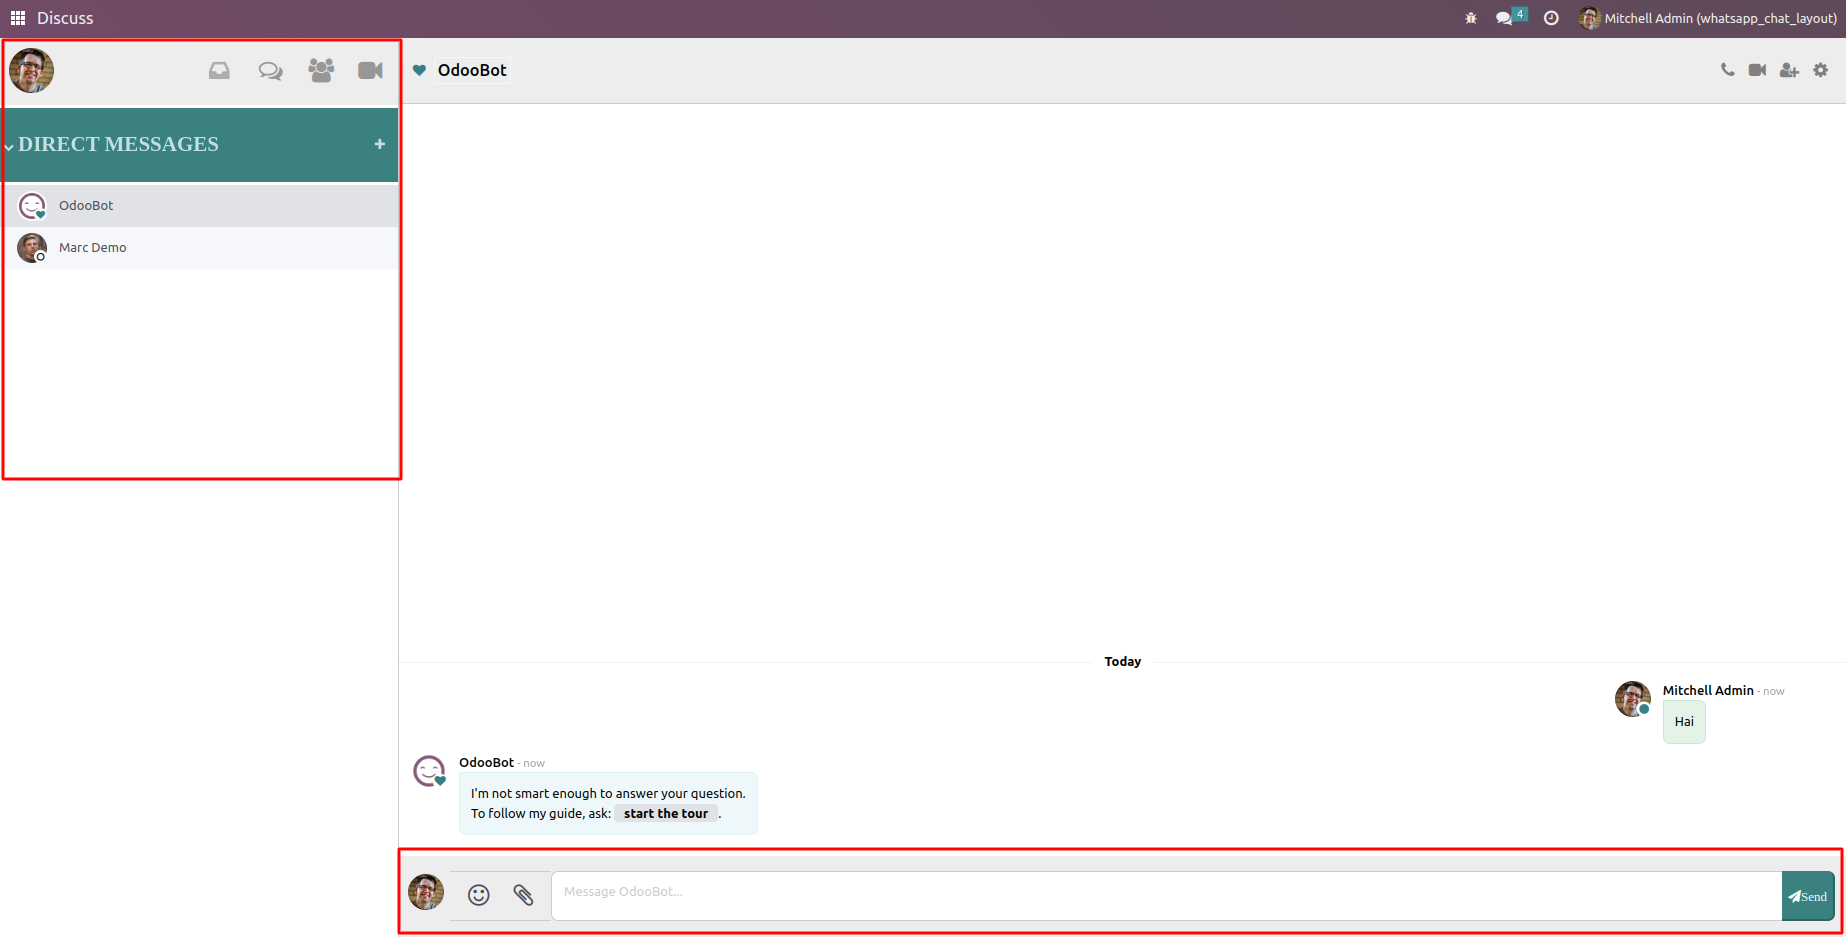 Discuss
4
Mitchell Admin (whatsapp_chat_layout)
OdooBot
DIRECT MESSAGES
+
OdooBot
Marc Demo
Today
Mitchell Admin - now
Hai
OdooBot - now
I'm not smart enough to answer your question.
To follow my guide, ask: start the tour .
Message OdooBot...
Send